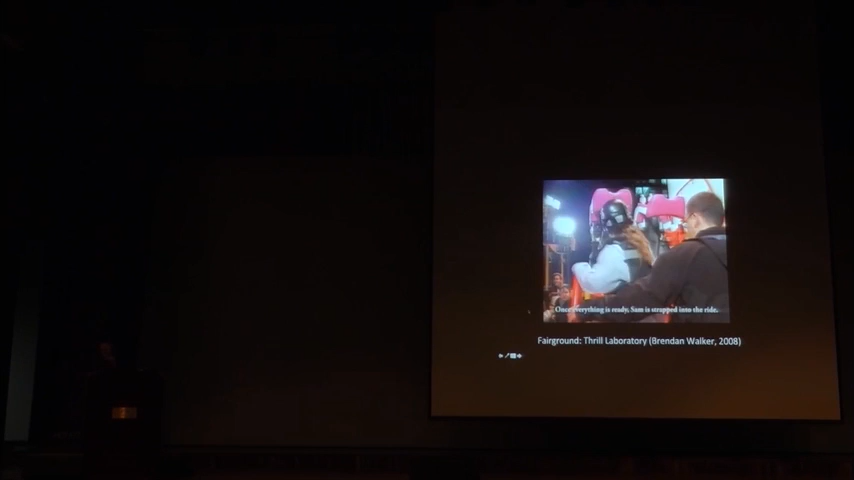 Once everything is ready, Sam is strapped into the ride.
Fairground: Thrill Laboratory (Brendan Walker, 2008)